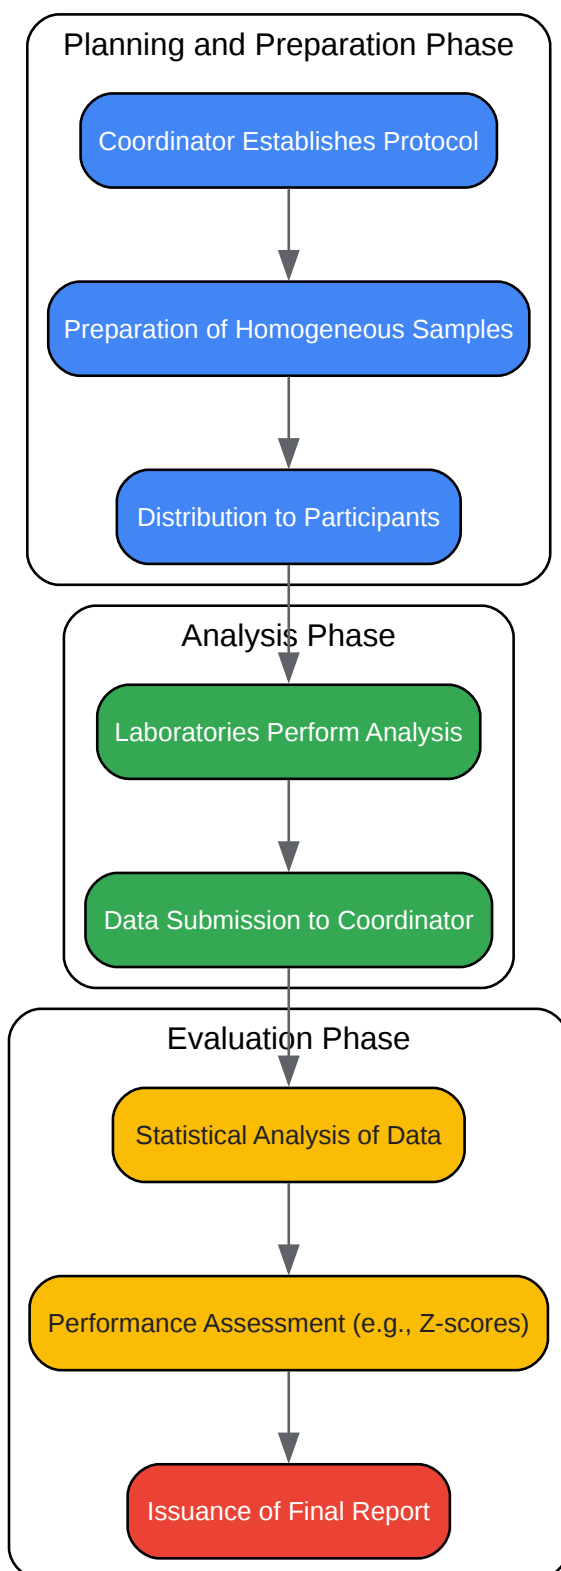 Planning and Preparation Phase
Coordinator Establishes Protocol
Preparation of Homogeneous Samples
Distribution to Participants
Analysis Phase
Laboratories Perform Analysis
Data Submission to Coordinator
Evaluation Phase
Statistical Analysis of Data
Performance Assessment (e.g., Z-scores)
Issuance of Final Report